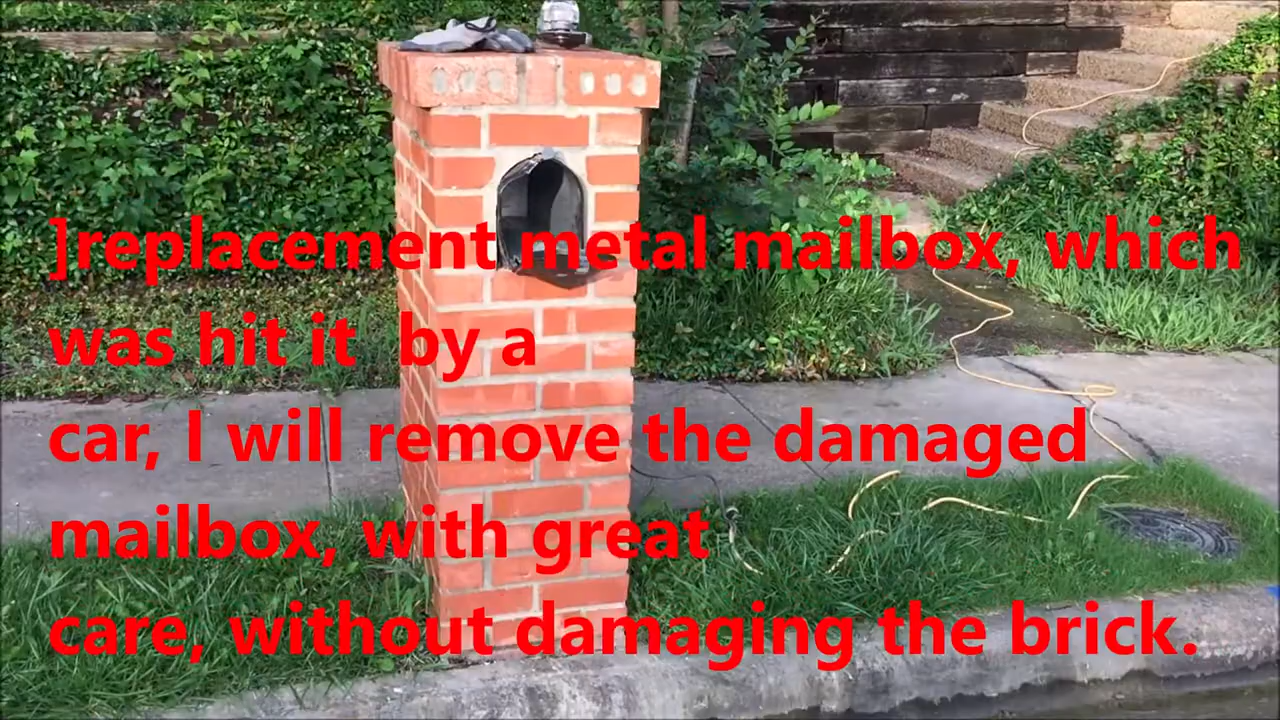 ]replacement metal mailbox, which
was hit it  by a
car, I will remove the damaged
mailbox, with great
care, without damaging the brick.